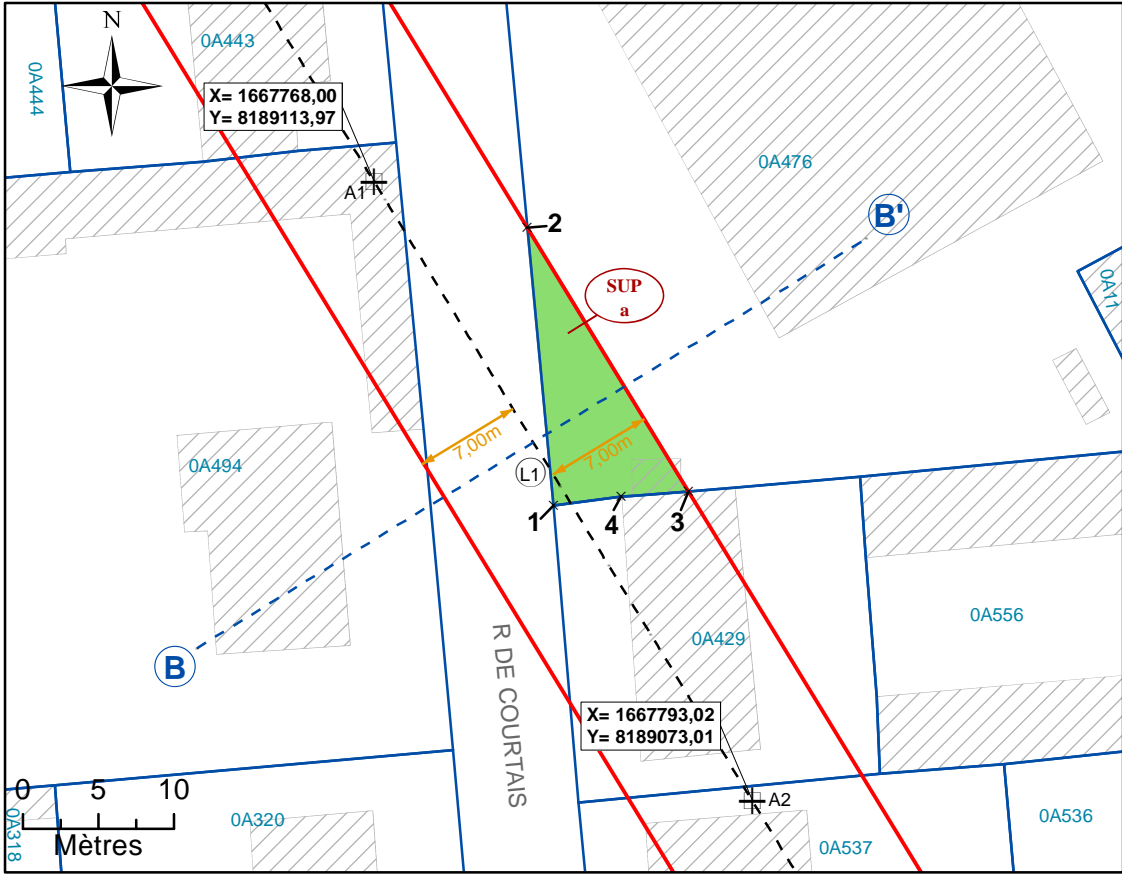 N
0A443
0A444
X= 1667768,00
Y= 8189113,97
A1
0A476
B'
2
SUP
a
0A11
7,00m
7,00m
0A494
L1
1
4
3
R DE COURTAIS
0A429
0A556
B
X= 1667793,02
Y= 8189073,01
A2
0 5 10
Mètres
0A318
0A320
0A537
0A536